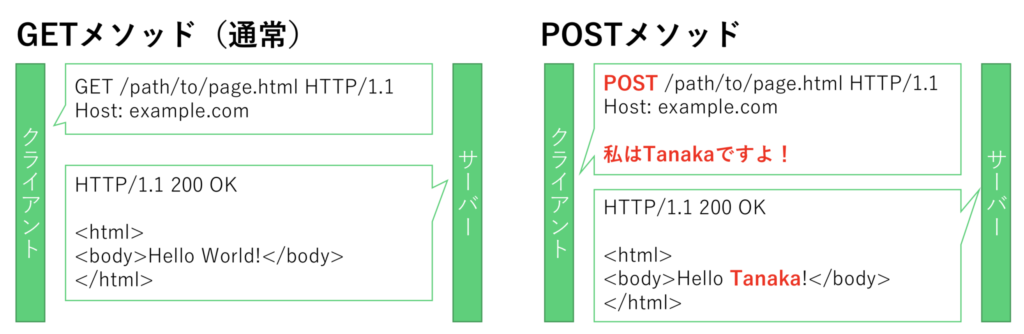 GETメソッド（通常）
クライアント
GET /path/to/page.html HTTP/1.1
Host: example.com
HTTP/1.1 200 OK
<html>
<body>Hello World!</body>
</html>
サーバー
POSTメソッド
クライアント
POST /path/to/page.html HTTP/1.1
Host: example.com
私はTanakaですよ！
HTTP/1.1 200 OK
<html>
<body>Hello Tanaka!</body>
</html>
サーバー